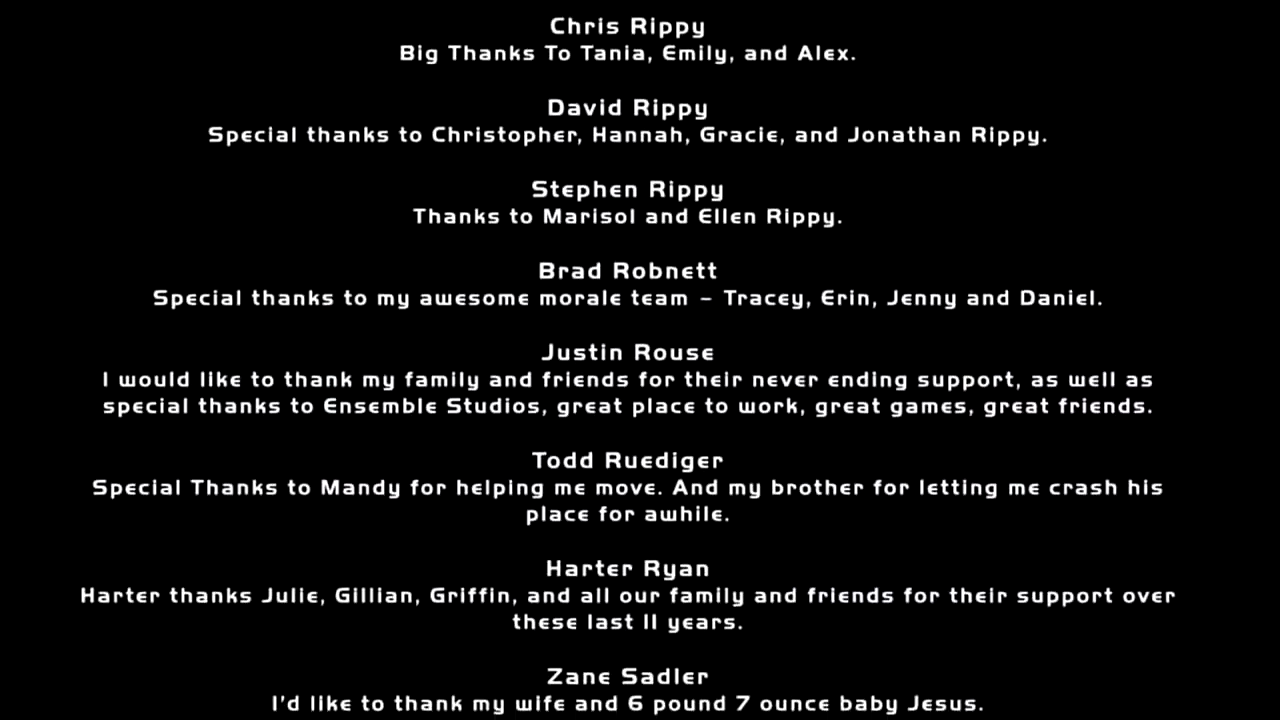 Chris Rippy
Big Thanks To Tania, Emily, and Alex.
David Rippy
Special thanks to Christopher, Hannah, Gracie, and Jonathan Rippy.
Stephen Rippy
Thanks to Marisol and Ellen Rippy.
Brad Robnett
Special thanks to my awesome morale team – Tracey, Erin, Jenny and Daniel.
Justin Rouse
I would like to thank my family and friends for their never ending support, as well as
special thanks to Ensemble Studios, great place to work, great games, great friends.
Todd Ruediger
Special Thanks to Mandy for helping me move. And my brother for letting me crash his
place for awhile.
Harter Ryan
Harter thanks Julie, Gillian, Griffin, and all our family and friends for their support over
these last 11 years.
Zane Sadler
I'd like to thank my wife and 6 pound 7 ounce baby Jesus.